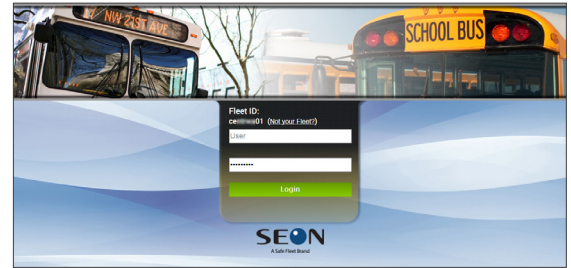 NW 21ST AVE
SCHOOL BUS
Fleet ID:
(Not your Fleet?)
User
•••••••••
Login
SEON
A Safe Fleet Brand